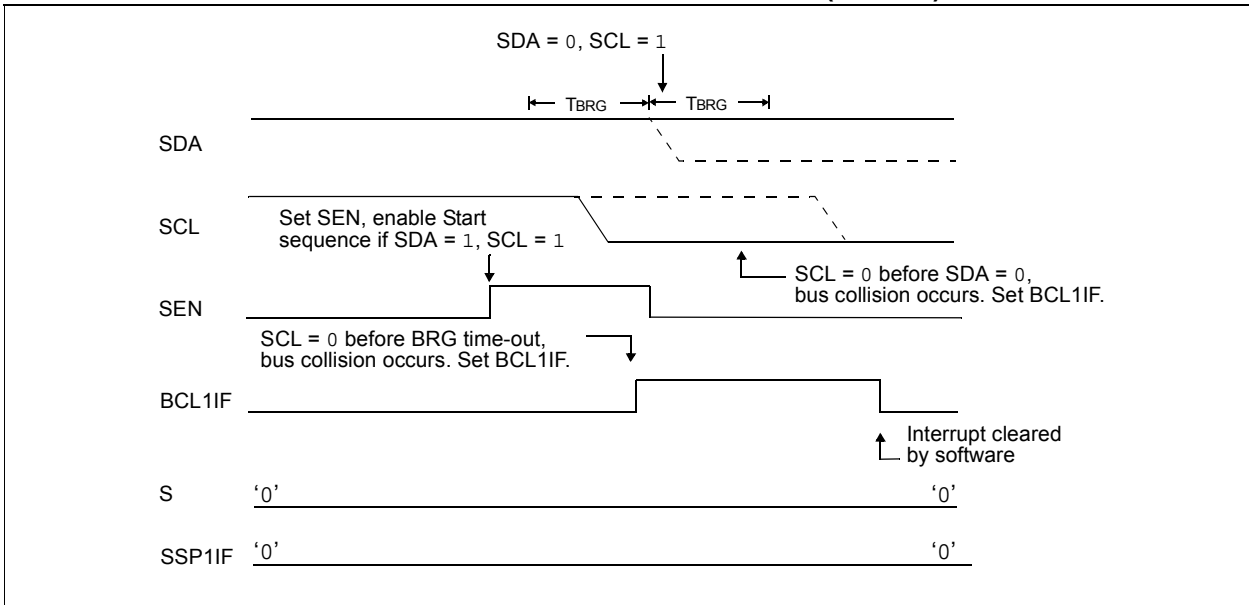 SDA = 0, SCL = 1
TBRG TBRG
SDA
SCL
Set SEN, enable Start
sequence if SDA = 1, SCL = 1
SCL = 0 before SDA = 0,
bus collision occurs. Set BCL1IF.
SEN
SCL = 0 before BRG time-out,
bus collision occurs. Set BCL1IF.
BCL1IF
Interrupt cleared
by software
S ‘0’ ‘0’
SSP1IF ‘0’ ‘0’